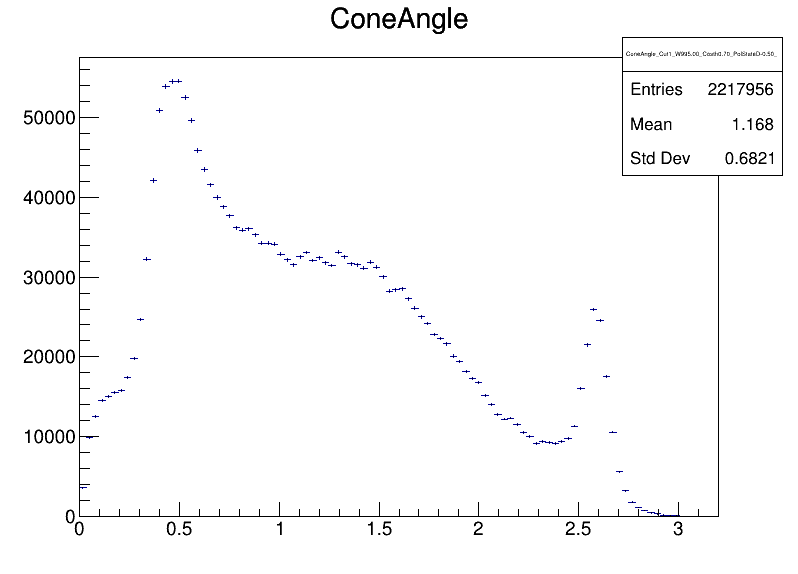 ConeAngle
ConeAngle_Cut1_W995.00_Costh0.70_PolStateD-0.50_
Entries 2217956
Mean 1.168
Std Dev 0.6821
50000
40000
30000
20000
10000
0
0 0.5 1 1.5 2 2.5 3